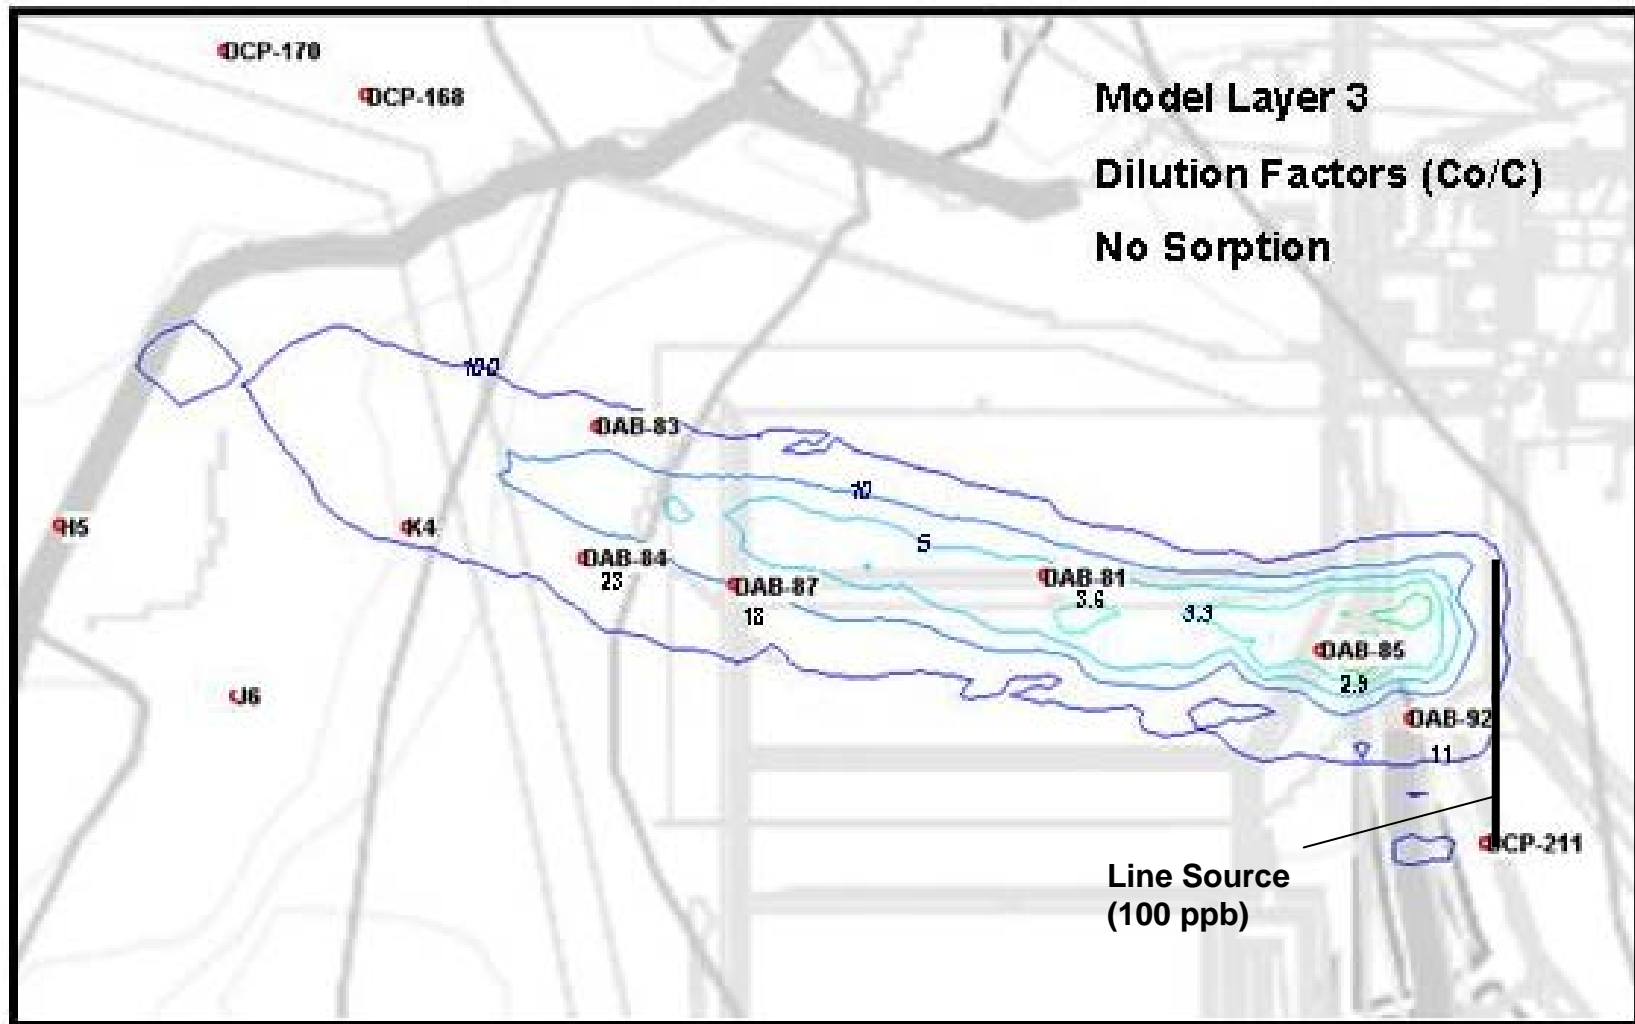 DCP-170
DCP-168
Model Layer 3
Dilution Factors (Co/C)
No Sorption
100
DAB-83
10
H5
K4
5
DAB-84
23
DAB-87
18
DAB-81
3.6
3.3
DAB-85
2.9
J6
DAB-92
11
DCP-211
Line Source
(100 ppb)